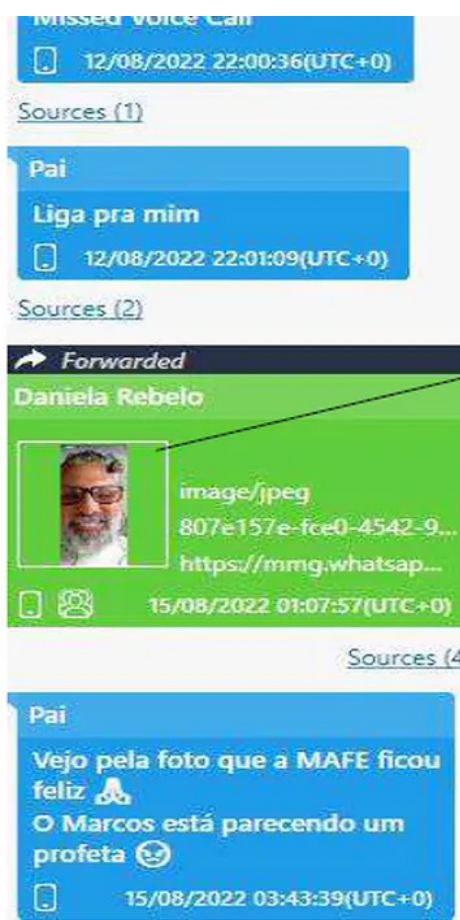 Missed Voice Call
12/08/2022 22:00:36(UTC+0)
Sources (1)
Pai
Liga pra mim
12/08/2022 22:01:09(UTC+0)
Sources (2)
Forwarded
Daniela Rebelo
image/jpeg
807e157e-fce0-4542-9...
https://mmg.whatsap...
15/08/2022 01:07:57(UTC+0)
Sources (4
Pai
Vejo pela foto que a MAFE ficou
feliz 🙏
O Marcos está parecendo um
profeta 😂
15/08/2022 03:43:39(UTC+0)